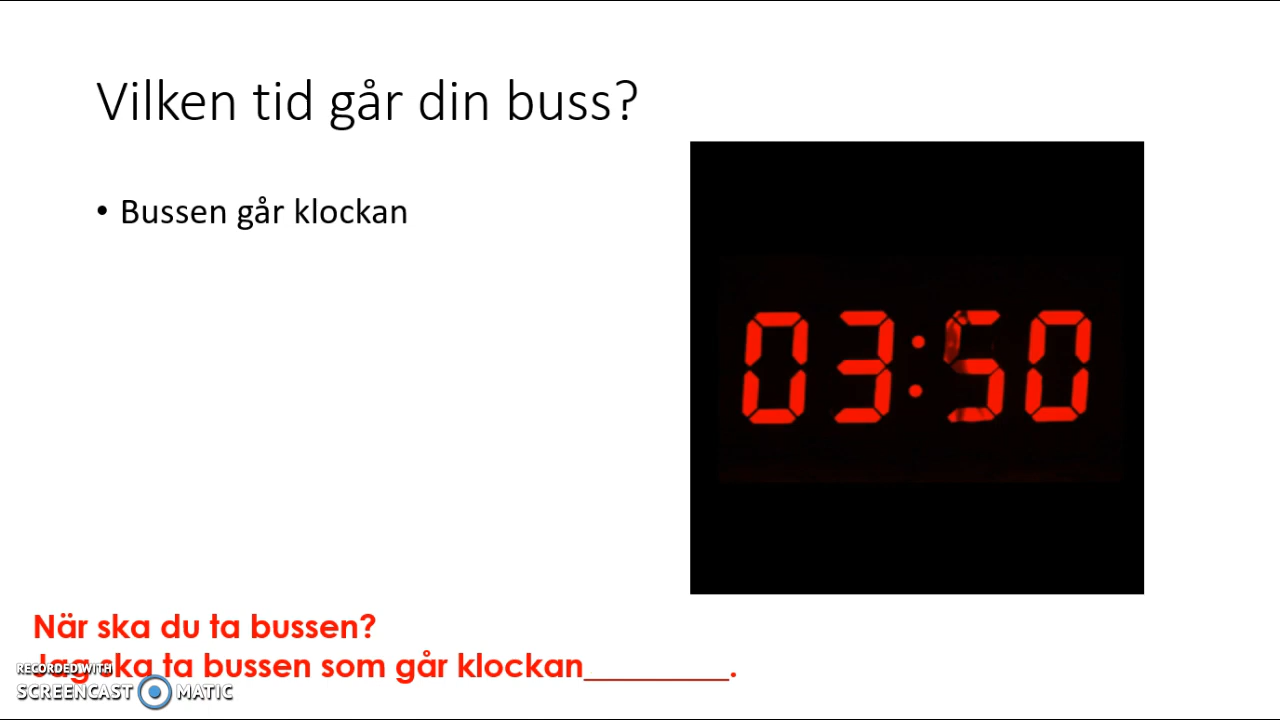 Vilken tid går din buss?
• Bussen går klockan
03:50
När ska du ta bussen?
Jag ska ta bussen som går klockan________.
RECORDED WITH
SCREENCAST MATIC